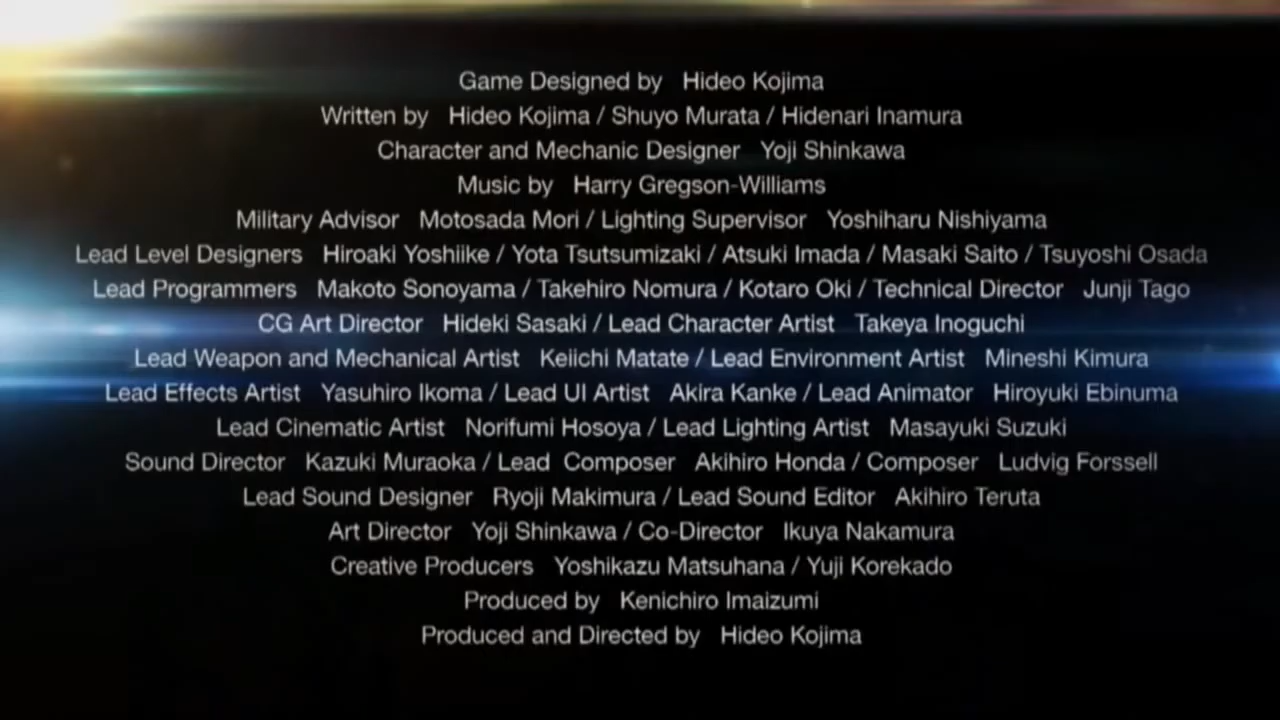 Game Designed by Hideo Kojima
Written by Hideo Kojima / Shuyo Murata / Hidenari Inamura
Character and Mechanic Designer Yoji Shinkawa
Music by Harry Gregson-Williams
Military Advisor Motosada Mori / Lighting Supervisor Yoshiharu Nishiyama
Lead Level Designers Hiroaki Yoshiike / Yota Tsutsumizaki / Atsuki Imada / Masaki Saito / Tsuyoshi Osada
Lead Programmers Makoto Sonoyama / Takehiro Nomura / Kotaro Oki / Technical Director Junji Tago
CG Art Director Hideki Sasaki / Lead Character Artist Takeya Inoguchi
Lead Weapon and Mechanical Artist Keiichi Matate / Lead Environment Artist Mineshi Kimura
Lead Effects Artist Yasuhiro Ikoma / Lead UI Artist Akira Kanke / Lead Animator Hiroyuki Ebinuma
Lead Cinematic Artist Norifumi Hosoya / Lead Lighting Artist Masayuki Suzuki
Sound Director Kazuki Muraoka / Lead Composer Akihiro Honda / Composer Ludvig Forssell
Lead Sound Designer Ryoji Makimura / Lead Sound Editor Akihiro Teruta
Art Director Yoji Shinkawa / Co-Director Ikuya Nakamura
Creative Producers Yoshikazu Matsuhana / Yuji Korekado
Produced by Kenichiro Imaizumi
Produced and Directed by Hideo Kojima